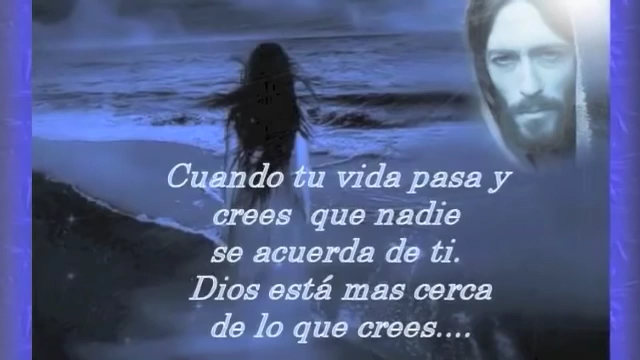 Cuando tu vida pasa y
crees que nadie
se acuerda de ti.
Dios está mas cerca
de lo que crees....